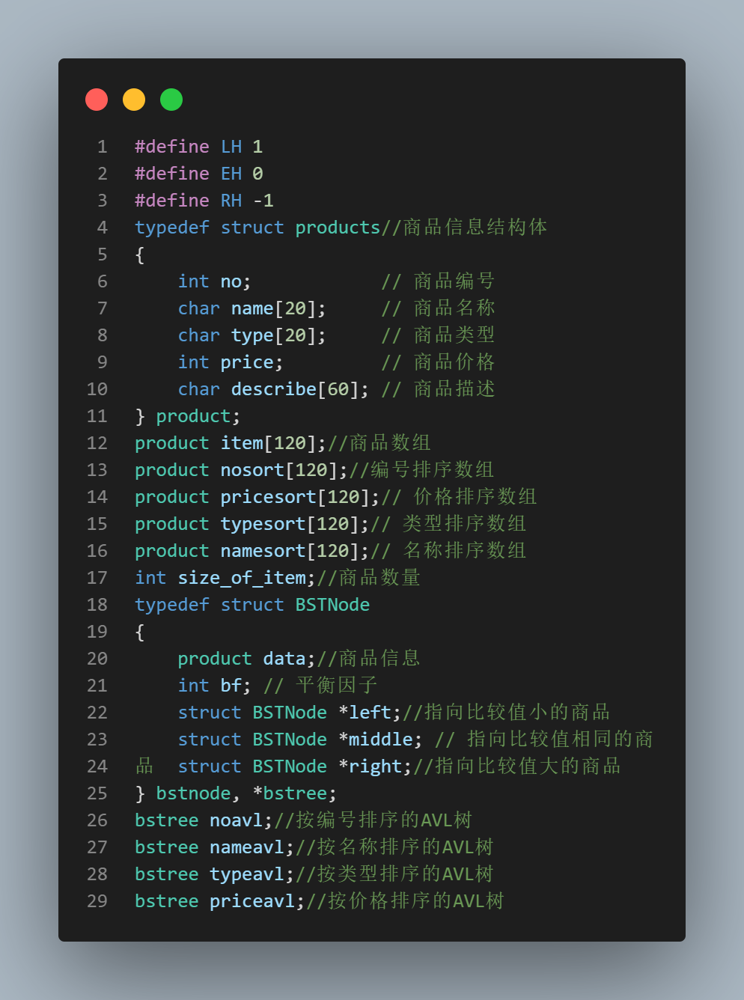 1 #define LH 1
2 #define EH 0
3 #define RH -1
4 typedef struct products//商品信息结构体
5 {
6     int no;            // 商品编号
7     char name[20];     // 商品名称
8     char type[20];     // 商品类型
9     int price;         // 商品价格
10     char describe[60]; // 商品描述
11 } product;
12 product item[120];//商品数组
13 product nosort[120];//编号排序数组
14 product pricesort[120];// 价格排序数组
15 product typesort[120];// 类型排序数组
16 product namesort[120];// 名称排序数组
17 int size_of_item;//商品数量
18 typedef struct BSTNode
19 {
20     product data;//商品信息
21     int bf; // 平衡因子
22     struct BSTNode *left;//指向比较值小的商品
23     struct BSTNode *middle; // 指向比较值相同的商
24 品  struct BSTNode *right;//指向比较值大的商品
25 } bstnode, *bstree;
26 bstree noavl;//按编号排序的AVL树
27 bstree nameavl;//按名称排序的AVL树
28 bstree typeavl;//按类型排序的AVL树
29 bstree priceavl;//按价格排序的AVL树